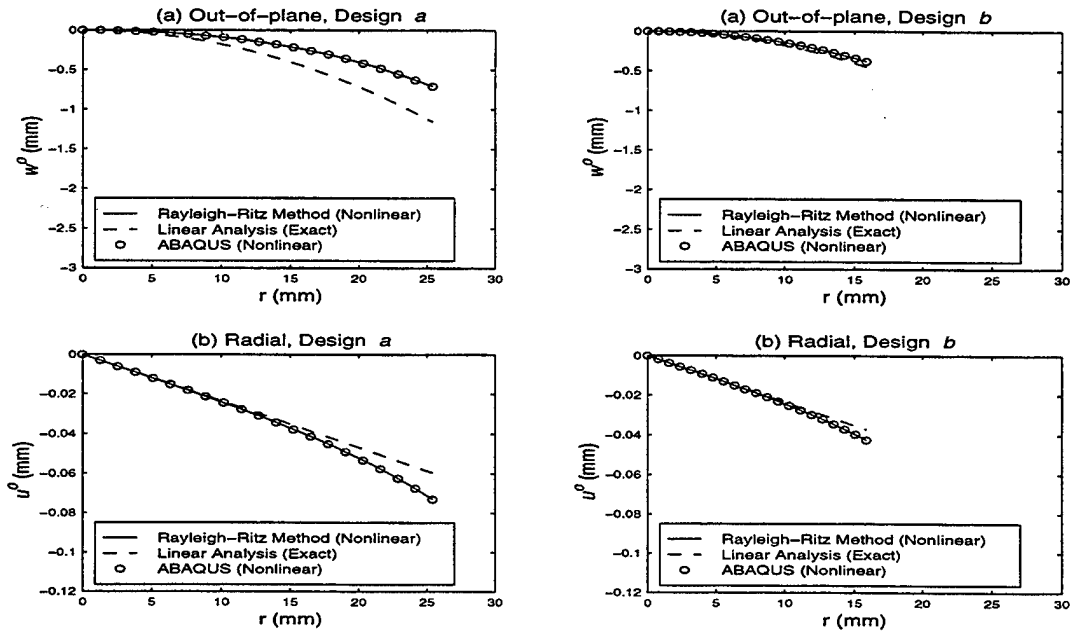 (a) Out-of-plane, Design a
0
-0.5
-1
-1.5
-2
-2.5
-3
w⁰ (mm)
Rayleigh-Ritz Method (Nonlinear)
Linear Analysis (Exact)
ABAQUS (Nonlinear)
0 5 10 15 20 25 30
r (mm)
(a) Out-of-plane, Design b
0
-0.5
-1
-1.5
-2
-2.5
-3
w⁰ (mm)
Rayleigh-Ritz Method (Nonlinear)
Linear Analysis (Exact)
ABAQUS (Nonlinear)
0 5 10 15 20 25 30
r (mm)
(b) Radial, Design a
0
-0.02
-0.04
-0.06
-0.08
-0.1
-0.12
u⁰ (mm)
Rayleigh-Ritz Method (Nonlinear)
Linear Analysis (Exact)
ABAQUS (Nonlinear)
0 5 10 15 20 25 30
r (mm)
(b) Radial, Design b
0
-0.02
-0.04
-0.06
-0.08
-0.1
-0.12
u⁰ (mm)
Rayleigh-Ritz Method (Nonlinear)
Linear Analysis (Exact)
ABAQUS (Nonlinear)
0 5 10 15 20 25 30
r (mm)